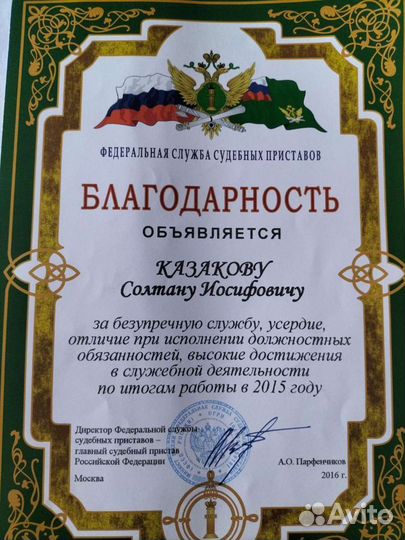 ФЕДЕРАЛЬНАЯ СЛУЖБА СУДЕБНЫХ ПРИСТАВОВ
БЛАГОДАРНОСТЬ
ОБЪЯВЛЯЕТСЯ
КАЗАКОВУ
Солтану Иосифовичу
за безупречную службу, усердие,
отличие при исполнении должностных
обязанностей, высокие достижения
в служебной деятельности
по итогам работы в 2015 году
Директор Федеральной службы
судебных приставов –
главный судебный пристав
Российской Федерации
А.О. Парфенчиков
Москва
2016 г.
Avito